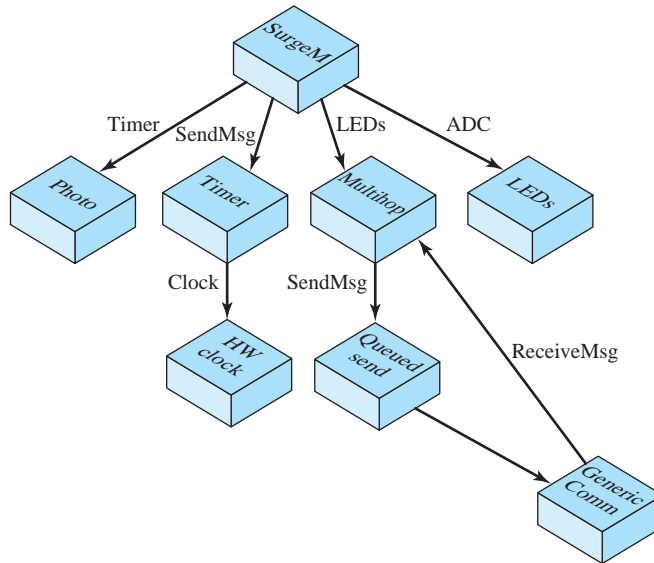 SurgeM
Timer
SendMsg
LEDs
ADC
Photo
Timer
Multihop
LEDs
Clock
SendMsg
HW
clock
Queued
send
ReceiveMsg
Generic
Comm